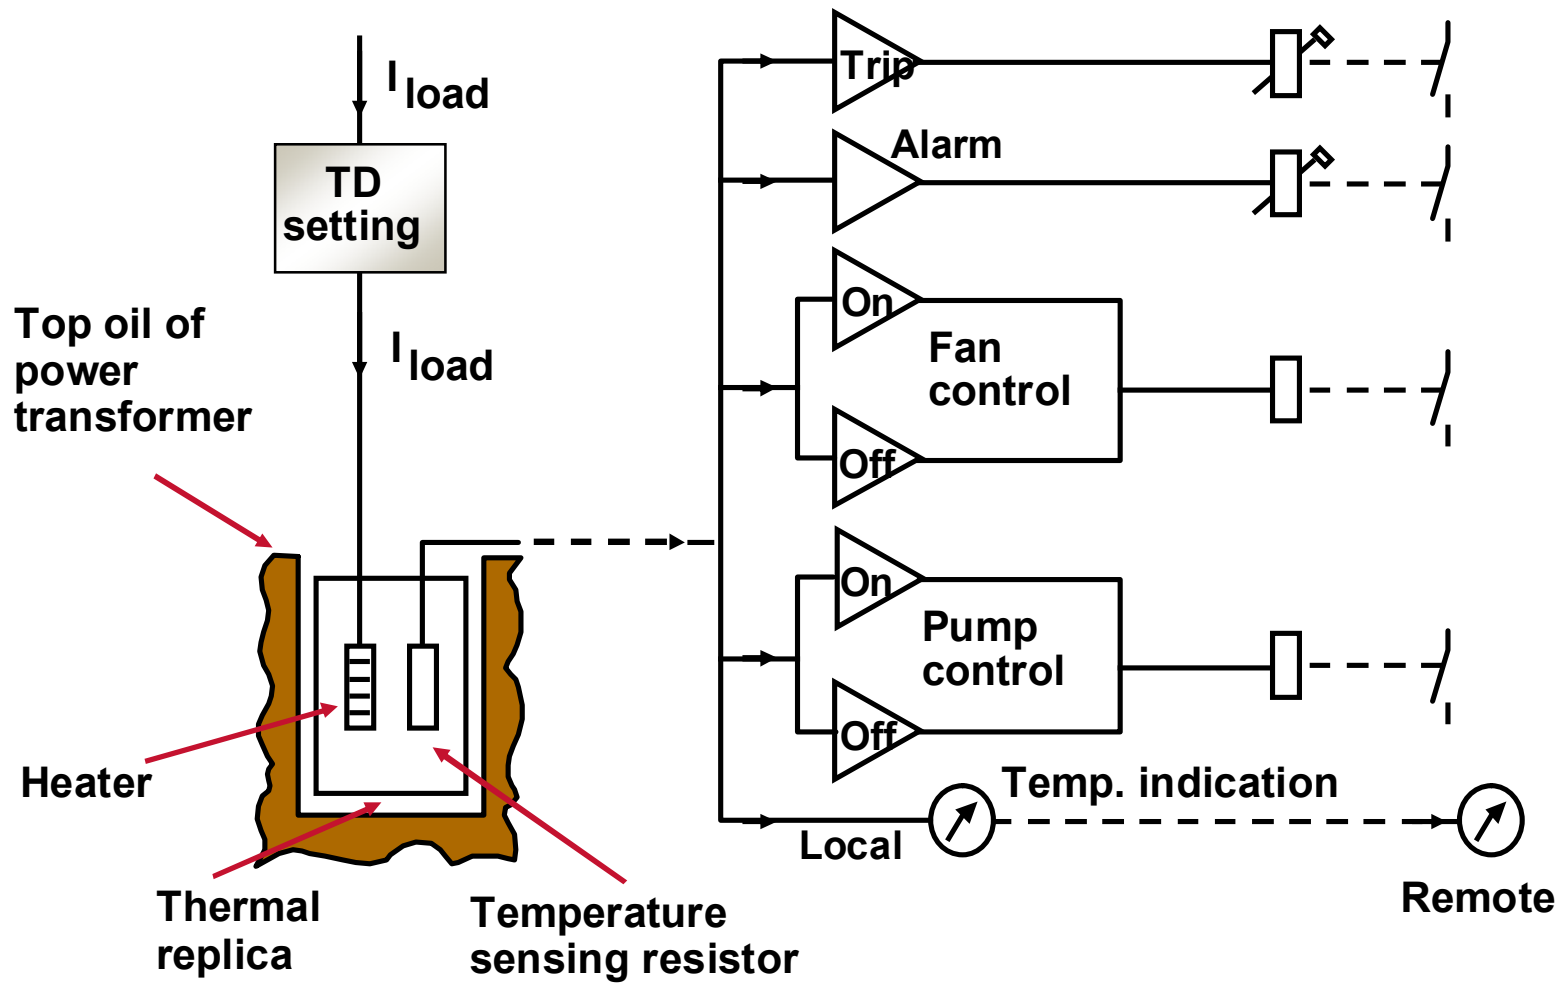 I load
TD
setting
I load
Top oil of
power
transformer
Heater
Thermal
replica
Temperature
sensing resistor
Trip
Alarm
On
Fan
control
Off
On
Pump
control
Off
Temp. indication
Local
Remote